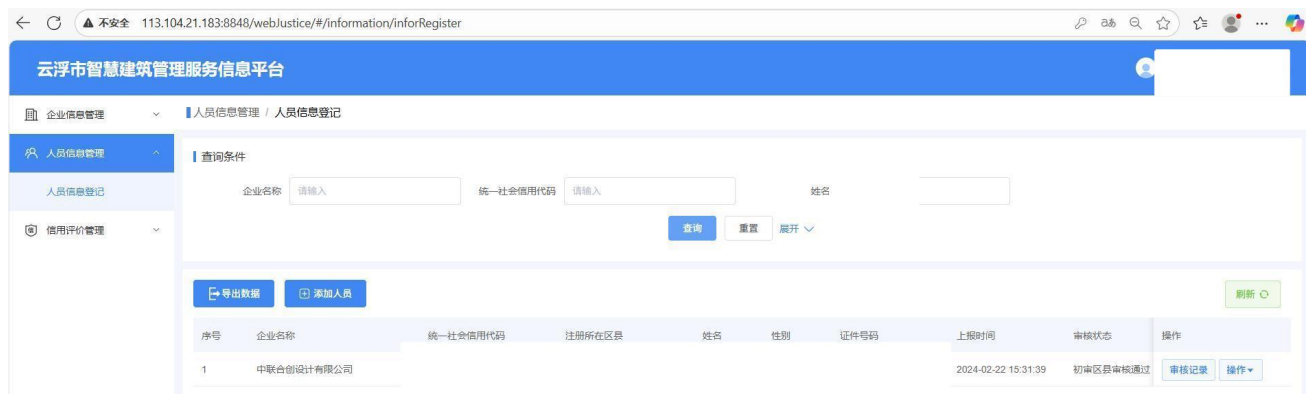 不安全 113.104.21.183:8848/webJustice/#/information/inforRegister
云浮市智慧建筑管理服务信息平台
企业信息管理
人员信息管理 / 人员信息登记
人员信息管理
查询条件
人员信息登记
企业名称 请输入 统一社会信用代码 请输入 姓名
信用评价管理
查询 重置 展开
导出数据 添加人员 刷新
序号 企业名称 统一社会信用代码 注册所在区县 姓名 性别 证件号码 上报时间 审核状态 操作
1 中联合创设计有限公司 2024-02-22 15:31:39 初审区县审核通过 审核记录 操作